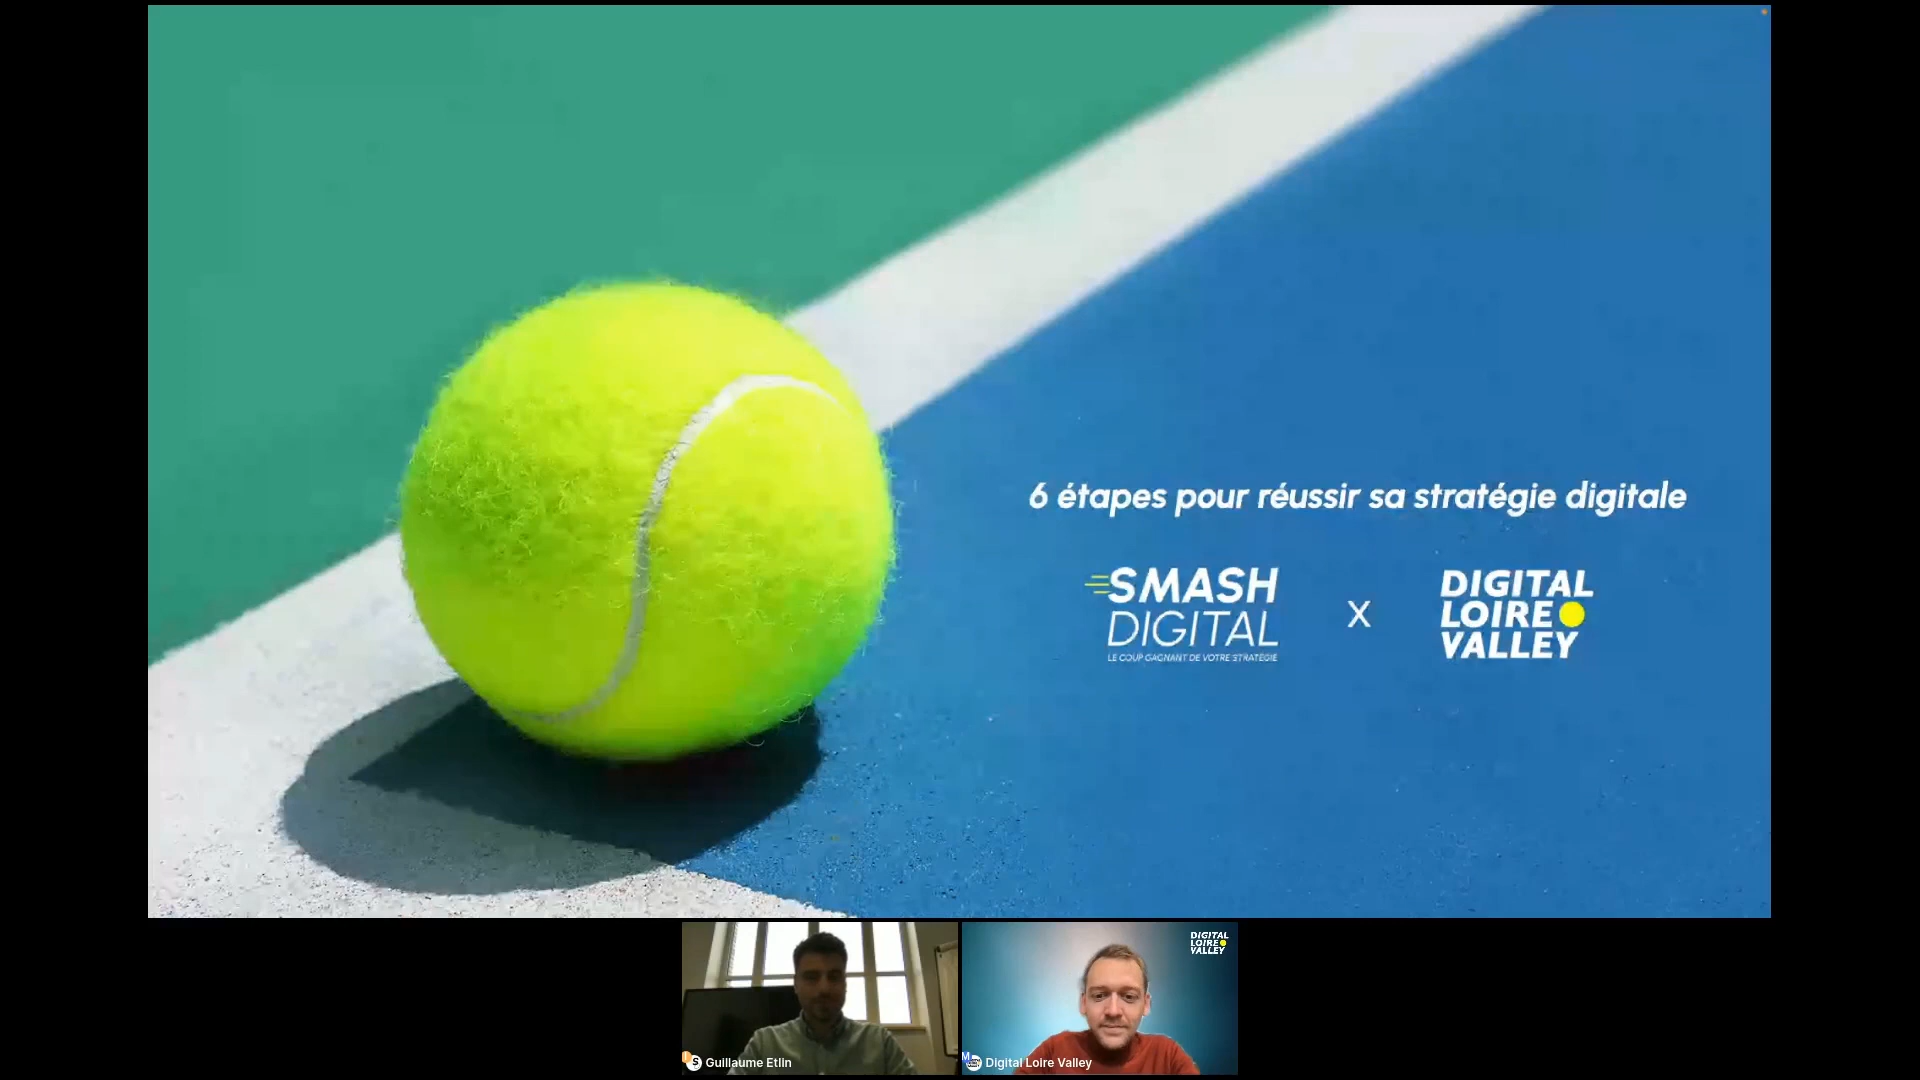 6 étapes pour réussir sa stratégie digitale
SMASH
DIGITAL
LE COUP GAGNANT DE VOTRE STRATÉGIE
X
DIGITAL
LOIRE
VALLEY
DIGITAL
LOIRE
VALLEY
S Guillaume Etlin
M Digital Loire Valley